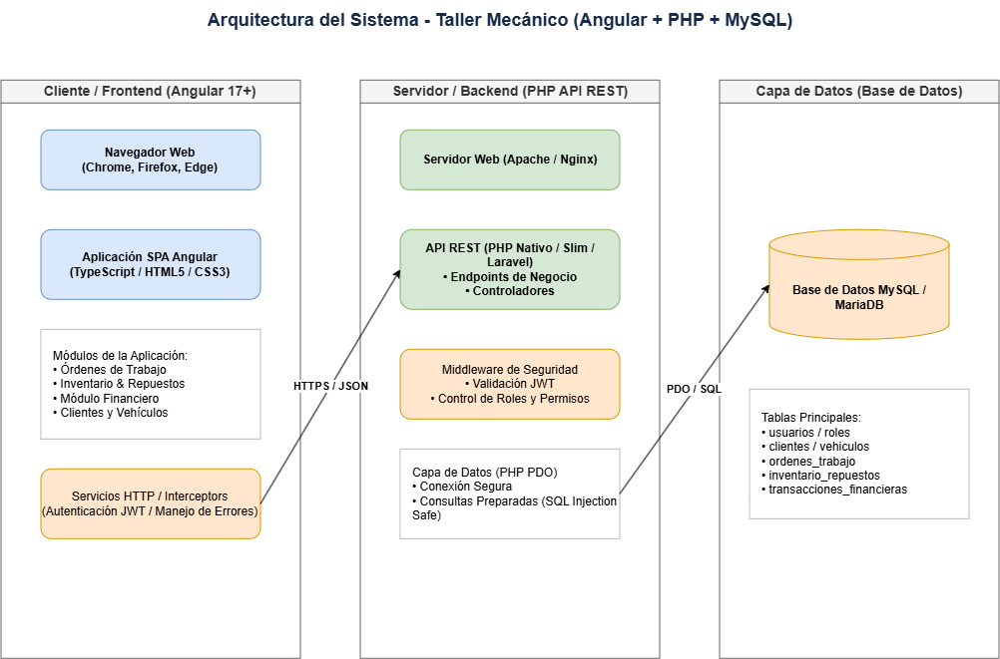 Arquitectura del Sistema - Taller Mecánico (Angular + PHP + MySQL)
Cliente / Frontend (Angular 17+)
Navegador Web
(Chrome, Firefox, Edge)
Aplicación SPA Angular
(TypeScript / HTML5 / CSS3)
Módulos de la Aplicación:
• Órdenes de Trabajo
• Inventario & Repuestos
• Módulo Financiero
• Clientes y Vehículos
Servicios HTTP / Interceptors
(Autenticación JWT / Manejo de Errores)
HTTPS / JSON
Servidor / Backend (PHP API REST)
Servidor Web (Apache / Nginx)
API REST (PHP Nativo / Slim /
Laravel)
• Endpoints de Negocio
• Controladores
Middleware de Seguridad
• Validación JWT
• Control de Roles y Permisos
Capa de Datos (PHP PDO)
• Conexión Segura
• Consultas Preparadas (SQL Injection
Safe)
PDO / SQL
Capa de Datos (Base de Datos)
Base de Datos MySQL /
MariaDB
Tablas Principales:
• usuarios / roles
• clientes / vehiculos
• ordenes_trabajo
• inventario_repuestos
• transacciones_financieras